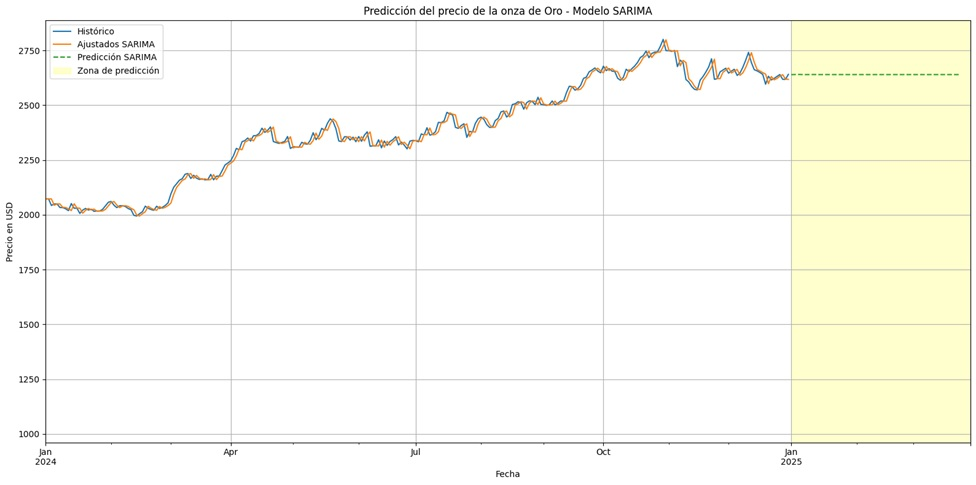 Predicción del precio de la onza de Oro - Modelo SARIMA
Histórico
Ajustados SARIMA
Predicción SARIMA
Zona de predicción
Precio en USD
2750
2500
2250
2000
1750
1500
1250
1000
Jan Apr Jul Oct Jan
2024 2025
Fecha